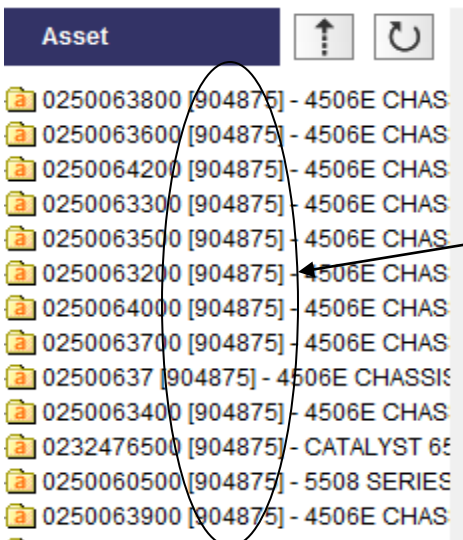 Asset
0250063800 [904875] - 4506E CHAS
0250063600 [904875] - 4506E CHAS
0250064200 [904875] - 4506E CHAS
0250063300 [904875] - 4506E CHAS
0250063500 [904875] - 4506E CHAS
0250063200 [904875] - 4506E CHAS
0250064000 [904875] - 4506E CHAS
0250063700 [904875] - 4506E CHAS
02500637 [904875] - 4506E CHASSIS
0250063400 [904875] - 4506E CHAS
0232476500 [904875] - CATALYST 65
0250060500 [904875] - 5508 SERIES
0250063900 [904875] - 4506E CHAS